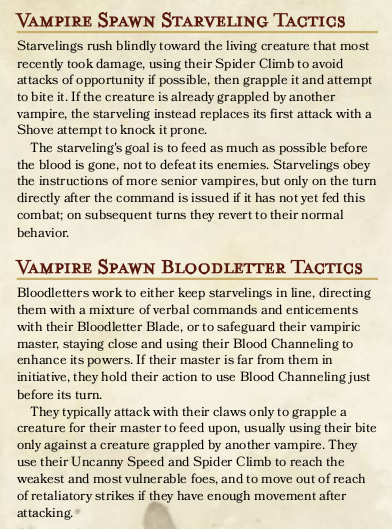 Vampire Spawn Starveling Tactics
Starvelings rush blindly toward the living creature that most
recently took damage, using their Spider Climb to avoid
attacks of opportunity if possible, then grapple it and attempt
to bite it. If the creature is already grappled by another
vampire, the starveling instead replaces its first attack with a
Shove attempt to knock it prone.
The starveling's goal is to feed as much as possible before
the blood is gone, not to defeat its enemies. Starvelings obey
the instructions of more senior vampires, but only on the turn
directly after the command is issued if it has not yet fed this
combat; on subsequent turns they revert to their normal
behavior.
Vampire Spawn Bloodletter Tactics
Bloodletters work to either keep starvelings in line, directing
them with a mixture of verbal commands and enticements
with their Bloodletter Blade, or to safeguard their vampiric
master, staying close and using their Blood Channeling to
enhance its powers. If their master is far from them in
initiative, they hold their action to use Blood Channeling just
before its turn.
They typically attack with their claws only to grapple a
creature for their master to feed upon, usually using their bite
only against a creature grappled by another vampire. They
use their Uncanny Speed and Spider Climb to reach the
weakest and most vulnerable foes, and to move out of reach
of retaliatory strikes if they have enough movement after
attacking.